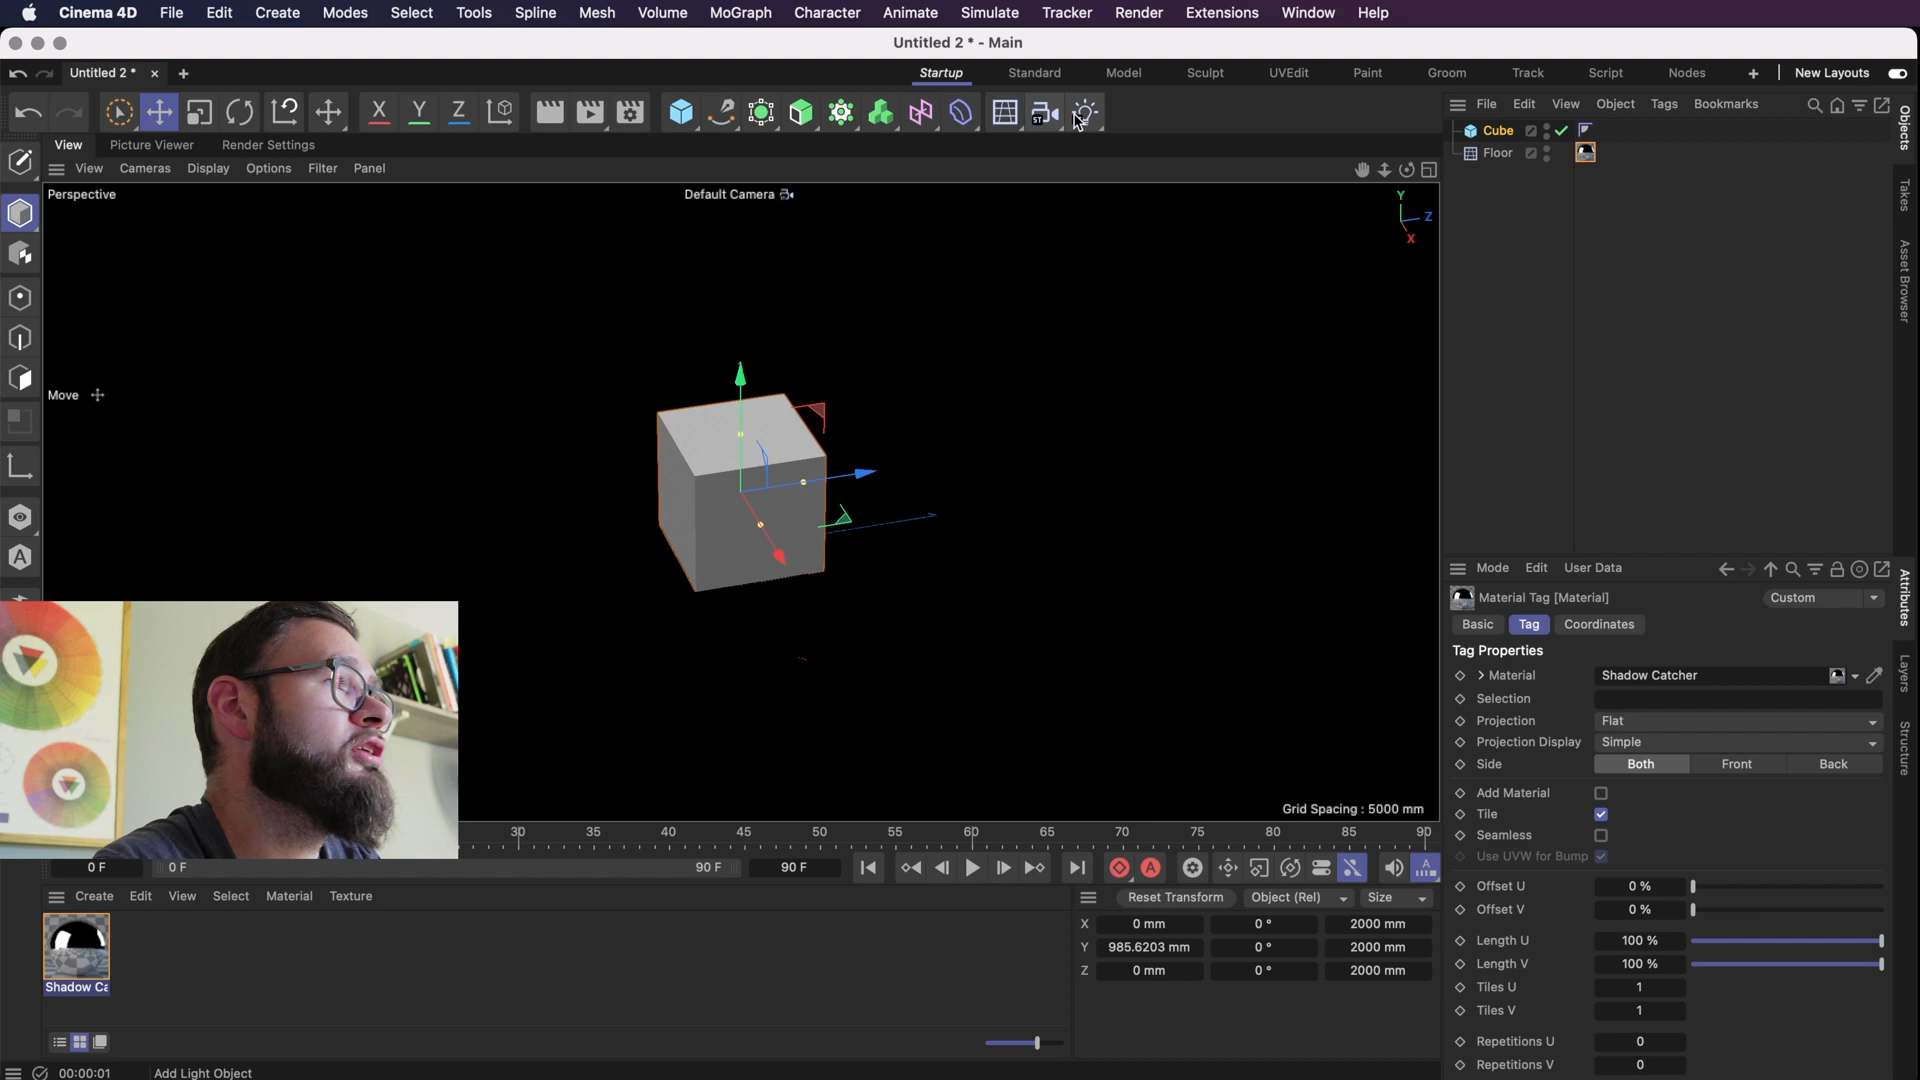 Cinema 4D File Edit Create Modes Select Tools Spline Mesh Volume MoGraph Character Animate Simulate Tracker Render Extensions Window Help
Untitled 2 * - Main
Untitled 2 * × + Startup Standard Model Sculpt UVEdit Paint Groom Track Script Nodes + New Layouts
X Y Z ST
File Edit View Object Tags Bookmarks
Objects
Takes
Asset Browser
View Picture Viewer Render Settings
View Cameras Display Options Filter Panel
Cube
Floor
Perspective Default Camera
Y
Z
X
Move
Grid Spacing : 5000 mm
Mode Edit User Data
Attributes
Layers
Structure
Material Tag [Material] Custom
Basic Tag Coordinates
Tag Properties
Material Shadow Catcher
Selection
Projection Flat
Projection Display Simple
Side Both Front Back
Add Material
Tile
Seamless
Use UVW for Bump
Offset U 0 %
Offset V 0 %
Length U 100 %
Length V 100 %
Tiles U 1
Tiles V 1
Repetitions U 0
Repetitions V 0
30 35 40 45 50 55 60 65 70 75 80 85 90
0 F 0 F 90 F 90 F
Create Edit View Select Material Texture
Reset Transform Object (Rel) Size
X 0 mm 0 ° 2000 mm
Y 985.6203 mm 0 ° 2000 mm
Z 0 mm 0 ° 2000 mm
Shadow Ca
00:00:01 Add Light Object